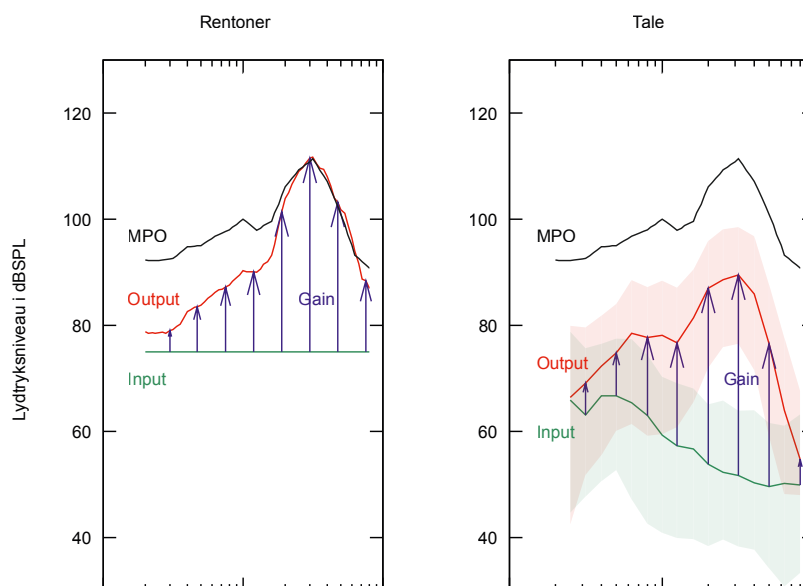 Rentoner
Tale
Lydtryksniveau i dBSPL
120
100
80
60
40
MPO
Output
Gain
Input
120
100
80
60
40
MPO
Output
Gain
Input